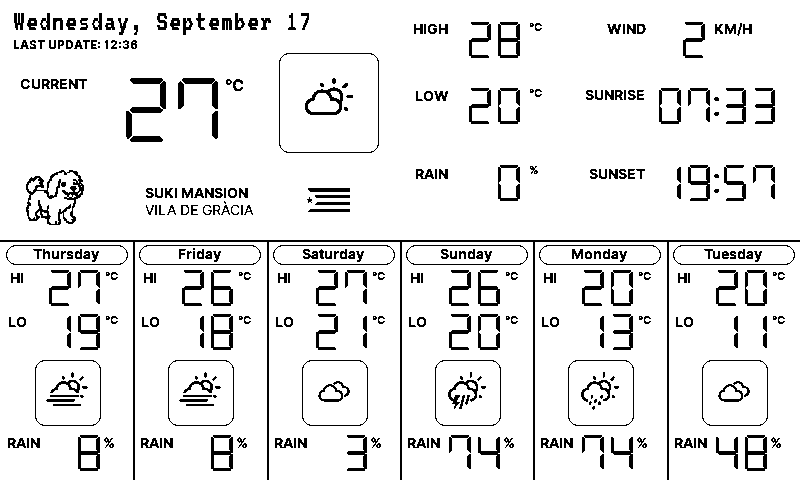 Wednesday, September 17
LAST UPDATE: 12:36
CURRENT 27 °C
SUKI MANSION
VILA DE GRÀCIA
HIGH 28 °C
LOW 20 °C
RAIN 0 %
WIND 2 KM/H
SUNRISE 07:33
SUNSET 19:57
Thursday
HI 27 °C
LO 19 °C
RAIN 8 %
Friday
HI 26 °C
LO 18 °C
RAIN 8 %
Saturday
HI 27 °C
LO 21 °C
RAIN 3 %
Sunday
HI 26 °C
LO 20 °C
RAIN 74 %
Monday
HI 20 °C
LO 13 °C
RAIN 74 %
Tuesday
HI 20 °C
LO 11 °C
RAIN 48 %